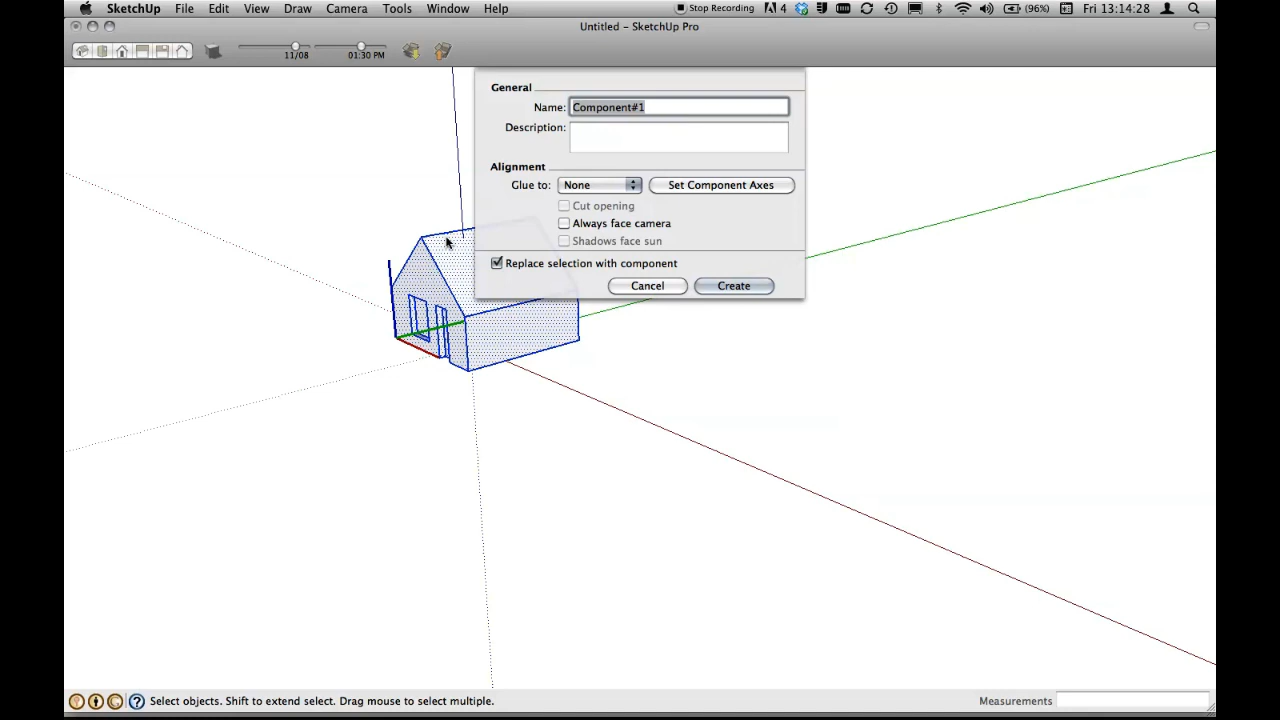 SketchUp File Edit View Draw Camera Tools Window Help Stop Recording 4 (96%) Fri 13:14:28
Untitled – SketchUp Pro
11/08 01:30 PM
General
Name: Component#1
Description:
Alignment
Glue to: None Set Component Axes
Cut opening
Always face camera
Shadows face sun
Replace selection with component
Cancel Create
? Select objects. Shift to extend select. Drag mouse to select multiple. Measurements